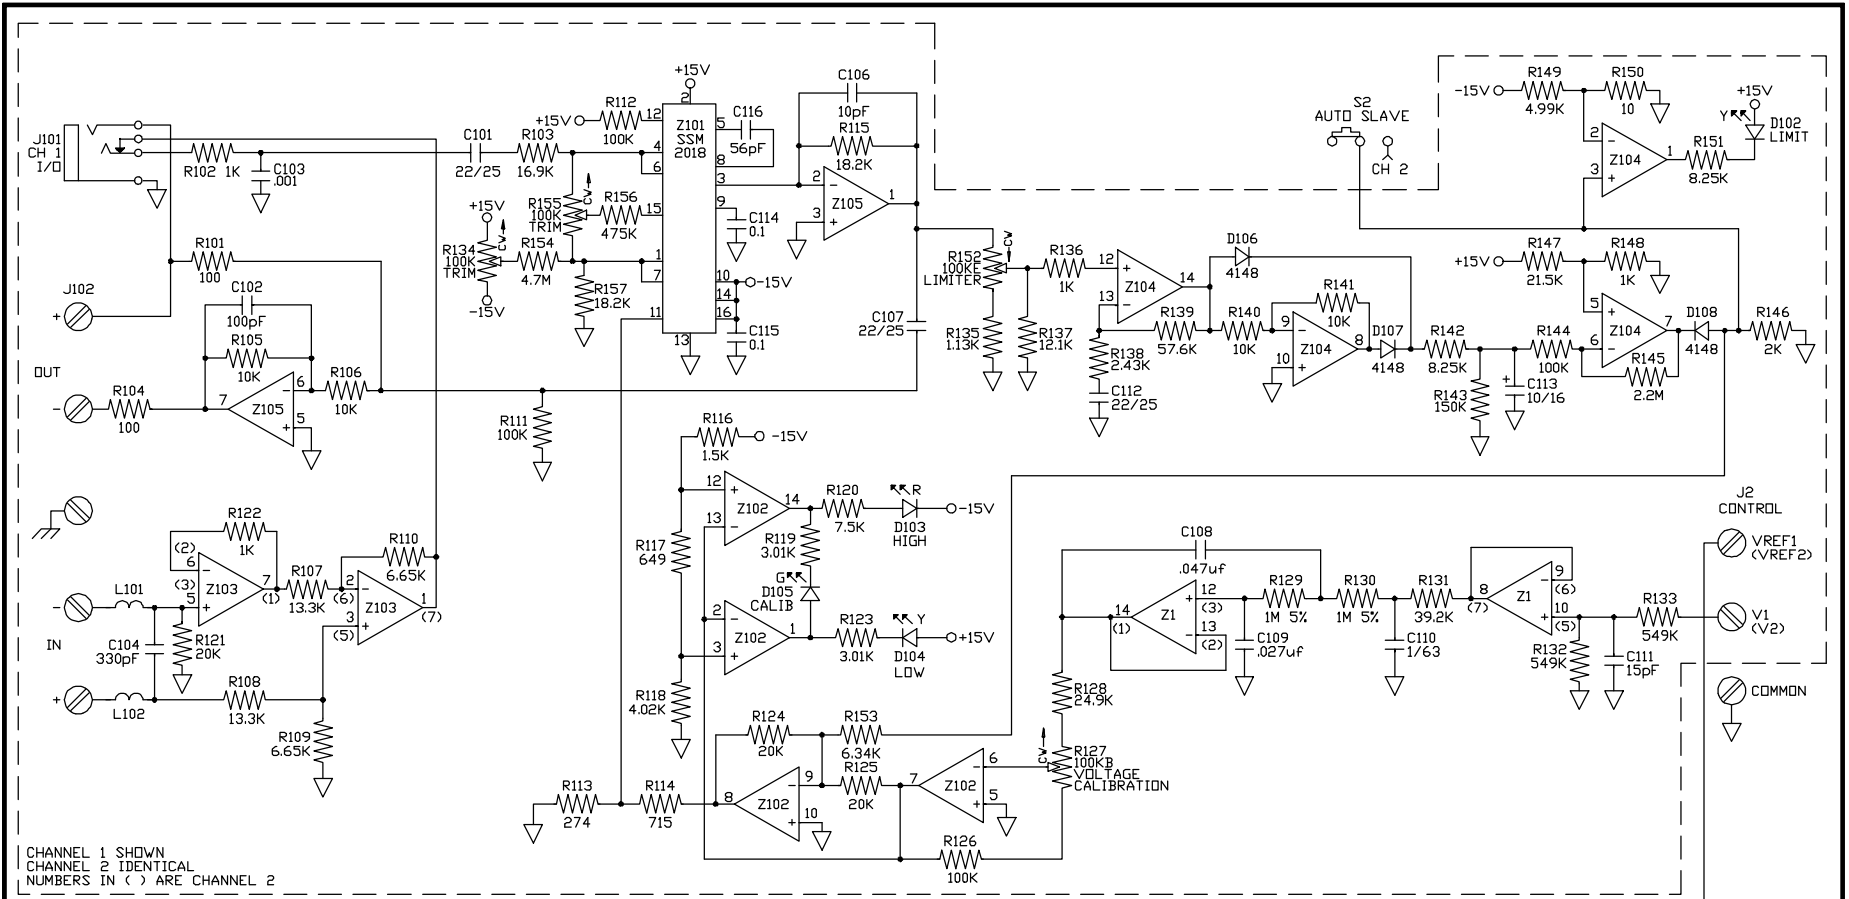 J101
CH 1
I/O
R102 1K
C103
.001
C101
22/25
R103
16.9K
+15V
R112
100K
+15V
2
12
4
6
15
1
7
11
13
Z101
SSM
2018
5
8
3
9
10
14
16
C116
56pF
C106
10pF
R115
18.2K
2
3
1
Z105
C114
0.1
-15V
C115
0.1
R155
100K
TRIM
CW
R156
475K
+15V
R134
100K
TRIM
CW
-15V
R154
4.7M
R157
18.2K
R101
100
J102
+
C102
100pF
R105
10K
OUT
-
R104
100
7
6
5
Z105
R106
10K
R111
100K
C107
22/25
R152
100KE
LIMITER
CW
R135
1.13K
R136
1K
R137
12.1K
12
13
14
Z104
R138
2.43K
C112
22/25
D106
4148
R139
57.6K
R140
10K
R141
10K
9
10
8
Z104
D107
4148
R142
8.25K
R143
150K
C113
10/16
R144
100K
+15V
R147
21.5K
R148
1K
5
6
7
Z104
R145
2.2M
D108
4148
R146
2K
S2
AUTO SLAVE
CH 2
-15V
R149
4.99K
R150
10
2
3
1
Z104
R151
8.25K
+15V
Y
D102
LIMIT
R116
1.5K
-15V
12
13
14
Z102
R120
7.5K
R
D103
HIGH
-15V
R117
649
R119
3.01K
G
D105
CALIB
2
3
1
Z102
R123
3.01K
Y
D104
LOW
+15V
R118
4.02K
R122
1K
(2)
6
(3)
5
7
(1)
Z103
L101
-
IN
C104
330pF
R121
20K
+
L102
R107
13.3K
R108
13.3K
R109
6.65K
R110
6.65K
2
(6)
3
(5)
1
(7)
Z103
R124
20K
R153
6.34K
R125
20K
9
10
8
Z102
R113
274
R114
715
7
6
5
Z102
R126
100K
R128
24.9K
CW
R127
100KB
VOLTAGE
CALIBRATION
C108
.047uf
14
(1)
Z1
12
(3)
13
(2)
C109
.027uf
R129
1M 5%
R130
1M 5%
C110
1/63
R131
39.2K
8
(7)
Z1
9
(6)
10
(5)
R132
549K
C111
15pF
R133
549K
J2
CONTROL
VREF1
(VREF2)
V1
(V2)
COMMON
CHANNEL 1 SHOWN
CHANNEL 2 IDENTICAL
NUMBERS IN ( ) ARE CHANNEL 2